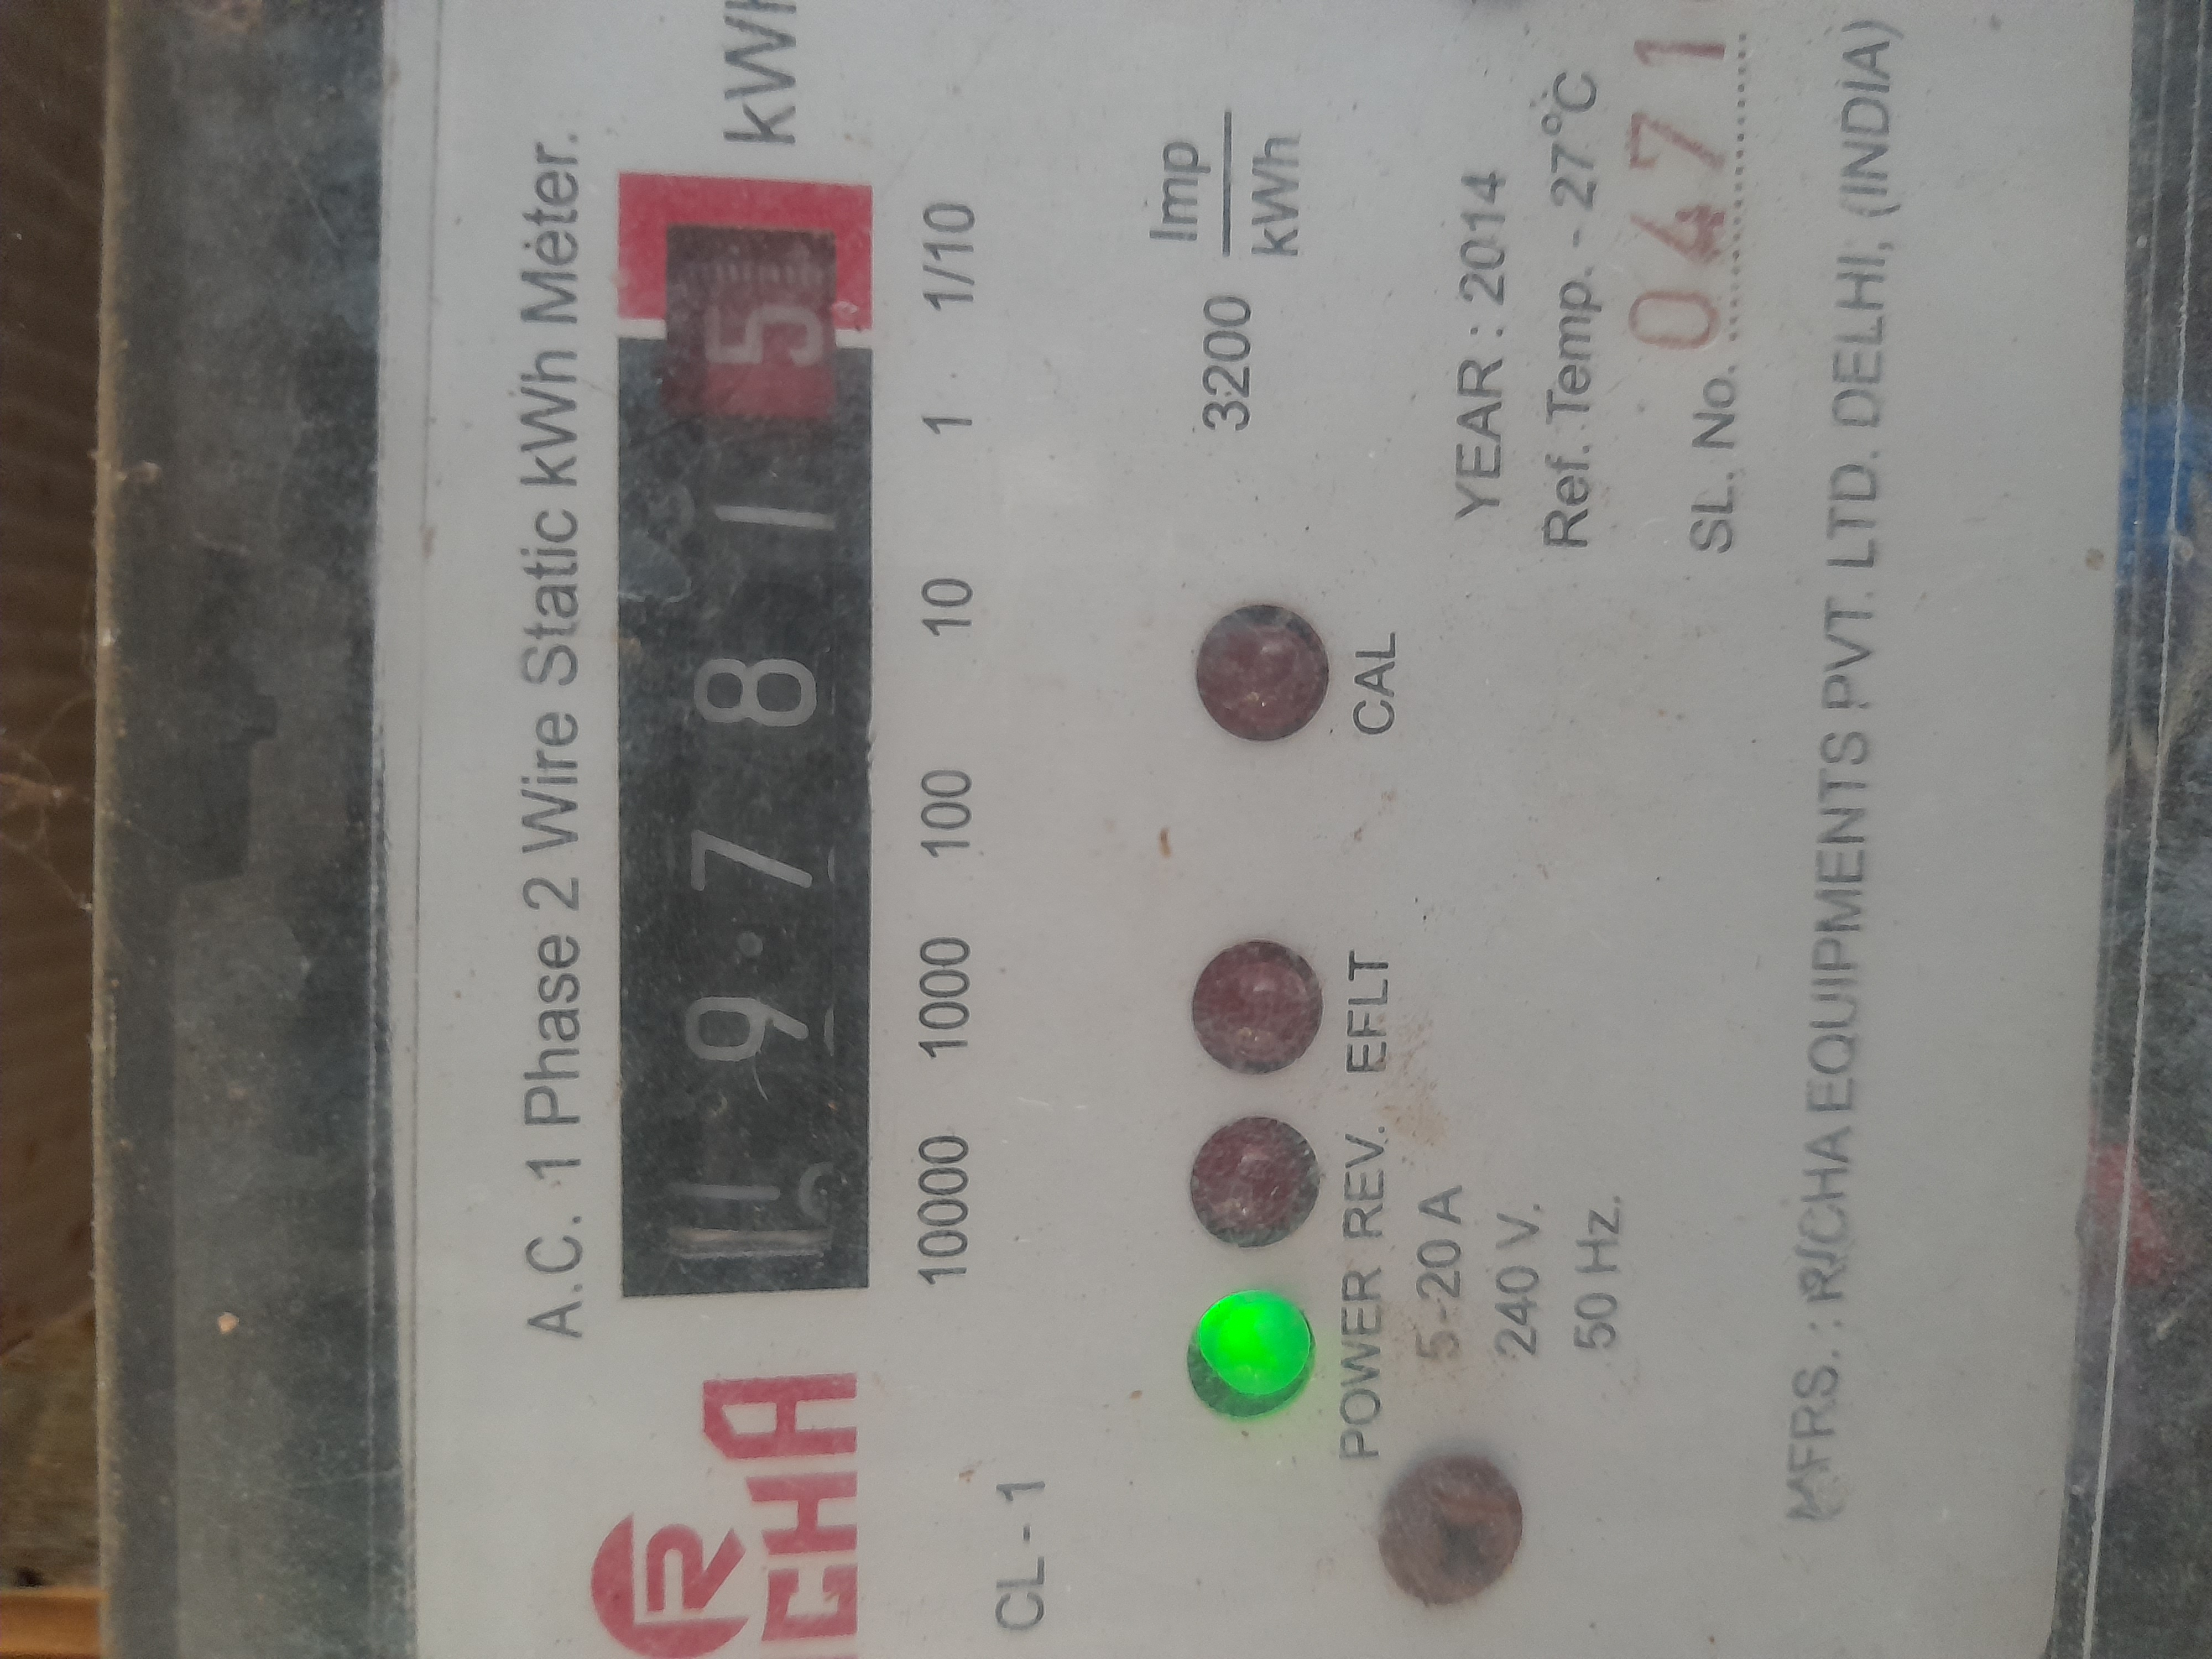 A.C. 1 Phase 2 Wire Static kWh Meter.
RICHA
1 9 7 8 1 5
kWh
10000 1000 100 10 1 1/10
CL - 1
3200 Imp
kWh
POWER REV. EFLT CAL
5-20 A
240 V.
50 Hz.
YEAR : 2014
Ref. Temp. - 27°C
SL. No. 0471
MFRS. : RICHA EQUIPMENTS PVT. LTD. DELHI, (INDIA)